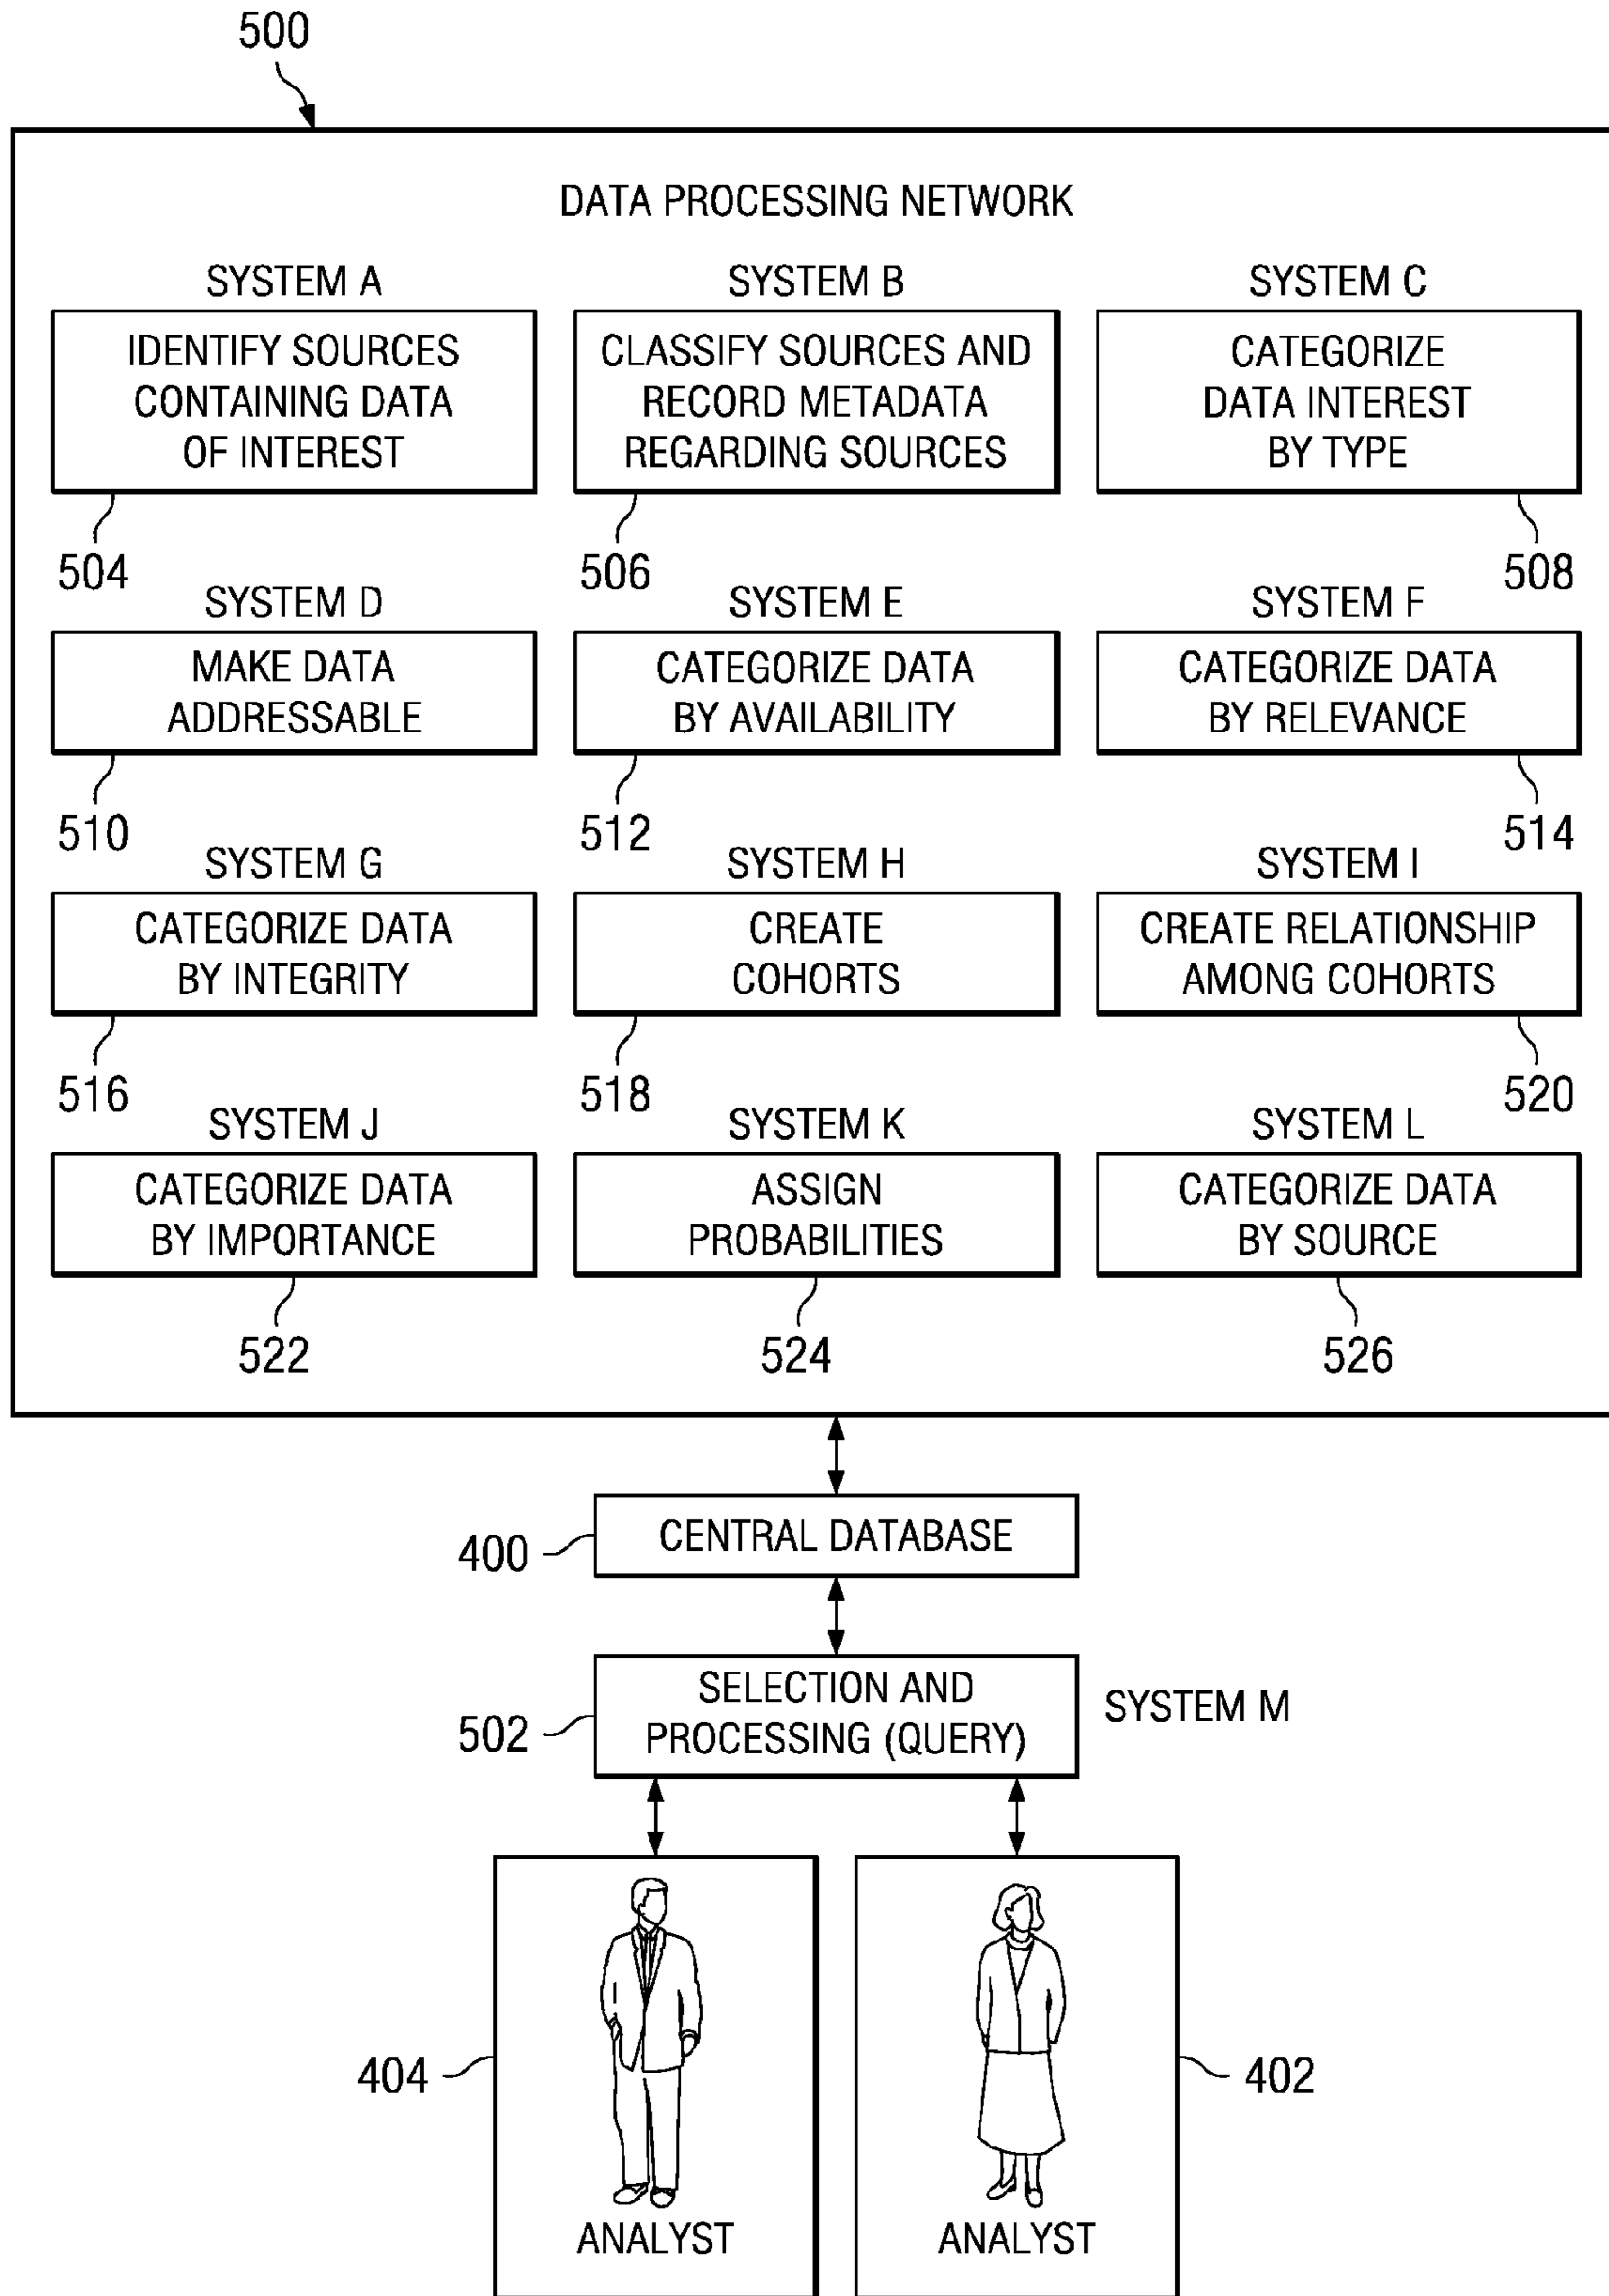 500
DATA PROCESSING NETWORK
SYSTEM A
IDENTIFY SOURCES
CONTAINING DATA
OF INTEREST
504
SYSTEM B
CLASSIFY SOURCES AND
RECORD METADATA
REGARDING SOURCES
506
SYSTEM C
CATEGORIZE
DATA INTEREST
BY TYPE
508
SYSTEM D
MAKE DATA
ADDRESSABLE
510
SYSTEM E
CATEGORIZE DATA
BY AVAILABILITY
512
SYSTEM F
CATEGORIZE DATA
BY RELEVANCE
514
SYSTEM G
CATEGORIZE DATA
BY INTEGRITY
516
SYSTEM H
CREATE
COHORTS
518
SYSTEM I
CREATE RELATIONSHIP
AMONG COHORTS
520
SYSTEM J
CATEGORIZE DATA
BY IMPORTANCE
522
SYSTEM K
ASSIGN
PROBABILITIES
524
SYSTEM L
CATEGORIZE DATA
BY SOURCE
526
400
CENTRAL DATABASE
502
SELECTION AND
PROCESSING (QUERY)
SYSTEM M
404
ANALYST
402
ANALYST